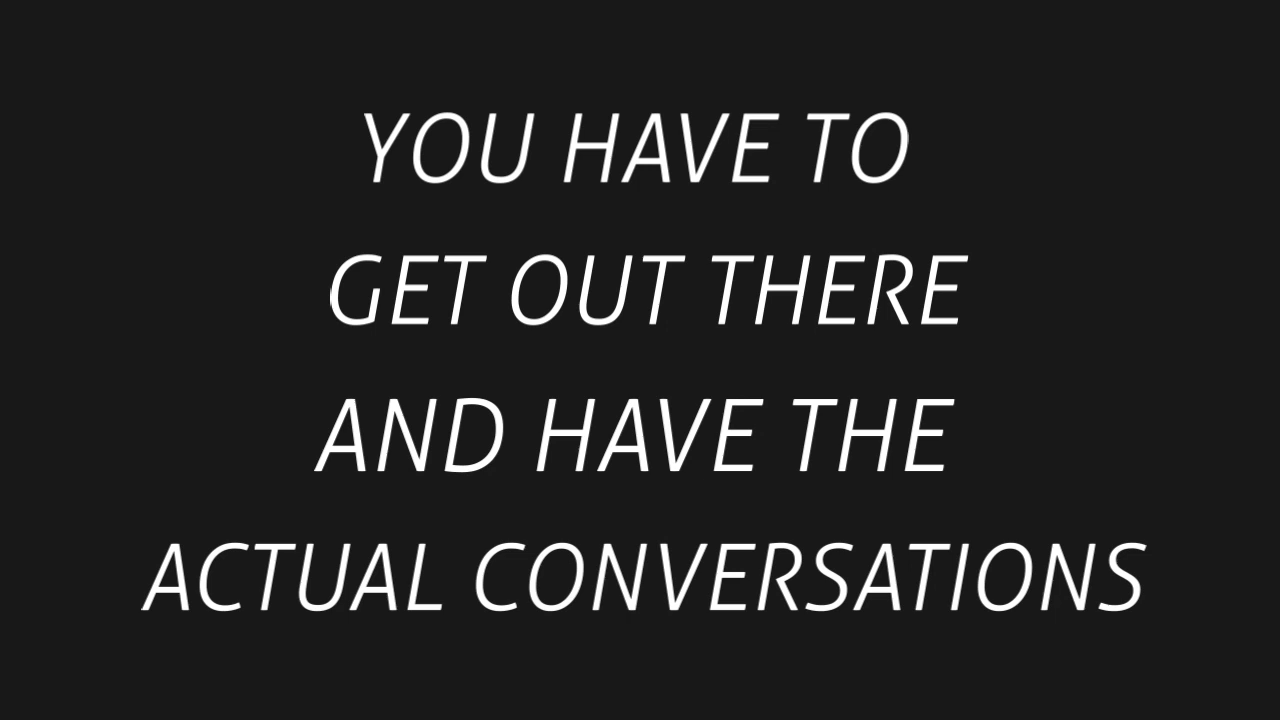 YOU HAVE TO
GET OUT THERE
AND HAVE THE
ACTUAL CONVERSATIONS